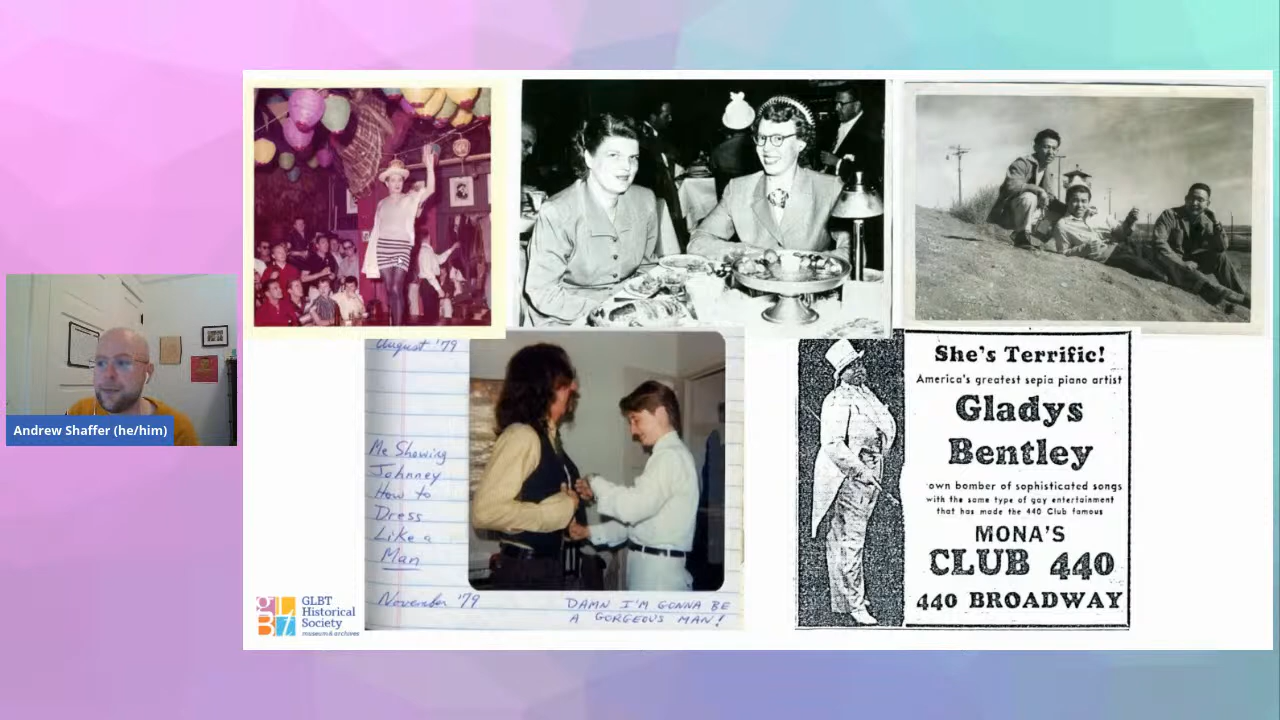 Andrew Shaffer (he/him)
August '79
Me Showing
Johnney
How to
Dress
Like a
Man
November '79
DAMN I'M GONNA BE
A GORGEOUS MAN!
She's Terrific!
America's greatest sepia piano artist
Gladys
Bentley
own bomber of sophisticated songs
with the same type of gay entertainment
that has made the 440 Club famous
MONA'S
CLUB 440
440 BROADWAY
GLBT
Historical
Society
museum & archives